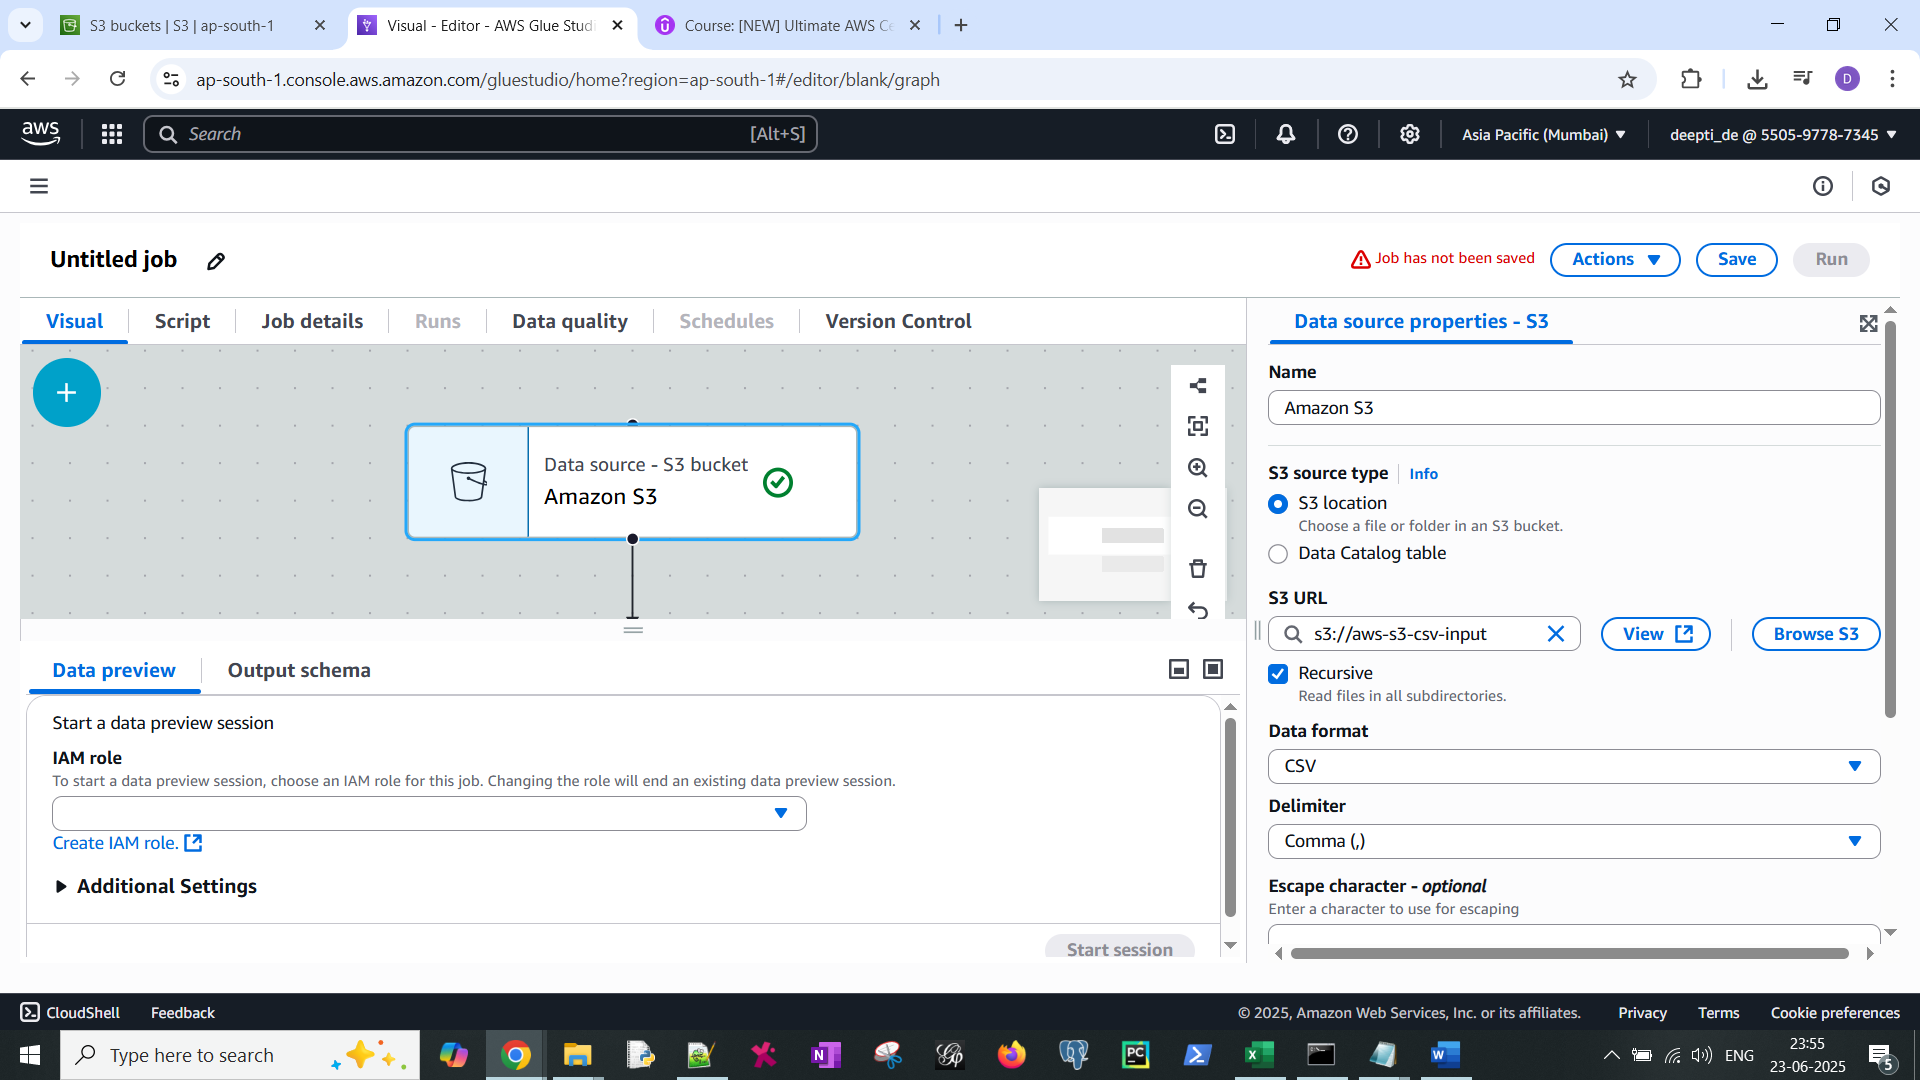 S3 buckets | S3 | ap-south-1
Visual - Editor - AWS Glue Studi
Course: [NEW] Ultimate AWS Ce
ap-south-1.console.aws.amazon.com/gluestudio/home?region=ap-south-1#/editor/blank/graph
D
aws
Search
[Alt+S]
Asia Pacific (Mumbai)
deepti_de @ 5505-9778-7345
Untitled job
Job has not been saved
Actions
Save
Run
Visual
Script
Job details
Runs
Data quality
Schedules
Version Control
Data source - S3 bucket
Amazon S3
Data preview
Output schema
Start a data preview session
IAM role
To start a data preview session, choose an IAM role for this job. Changing the role will end an existing data preview session.
Create IAM role.
Additional Settings
Start session
Data source properties - S3
Name
Amazon S3
S3 source type
Info
S3 location
Choose a file or folder in an S3 bucket.
Data Catalog table
S3 URL
s3://aws-s3-csv-input
View
Browse S3
Recursive
Read files in all subdirectories.
Data format
CSV
Delimiter
Comma (,)
Escape character - optional
Enter a character to use for escaping
CloudShell
Feedback
© 2025, Amazon Web Services, Inc. or its affiliates.
Privacy
Terms
Cookie preferences
Type here to search
N
PC
X
W
ENG
23:55
23-06-2025
5